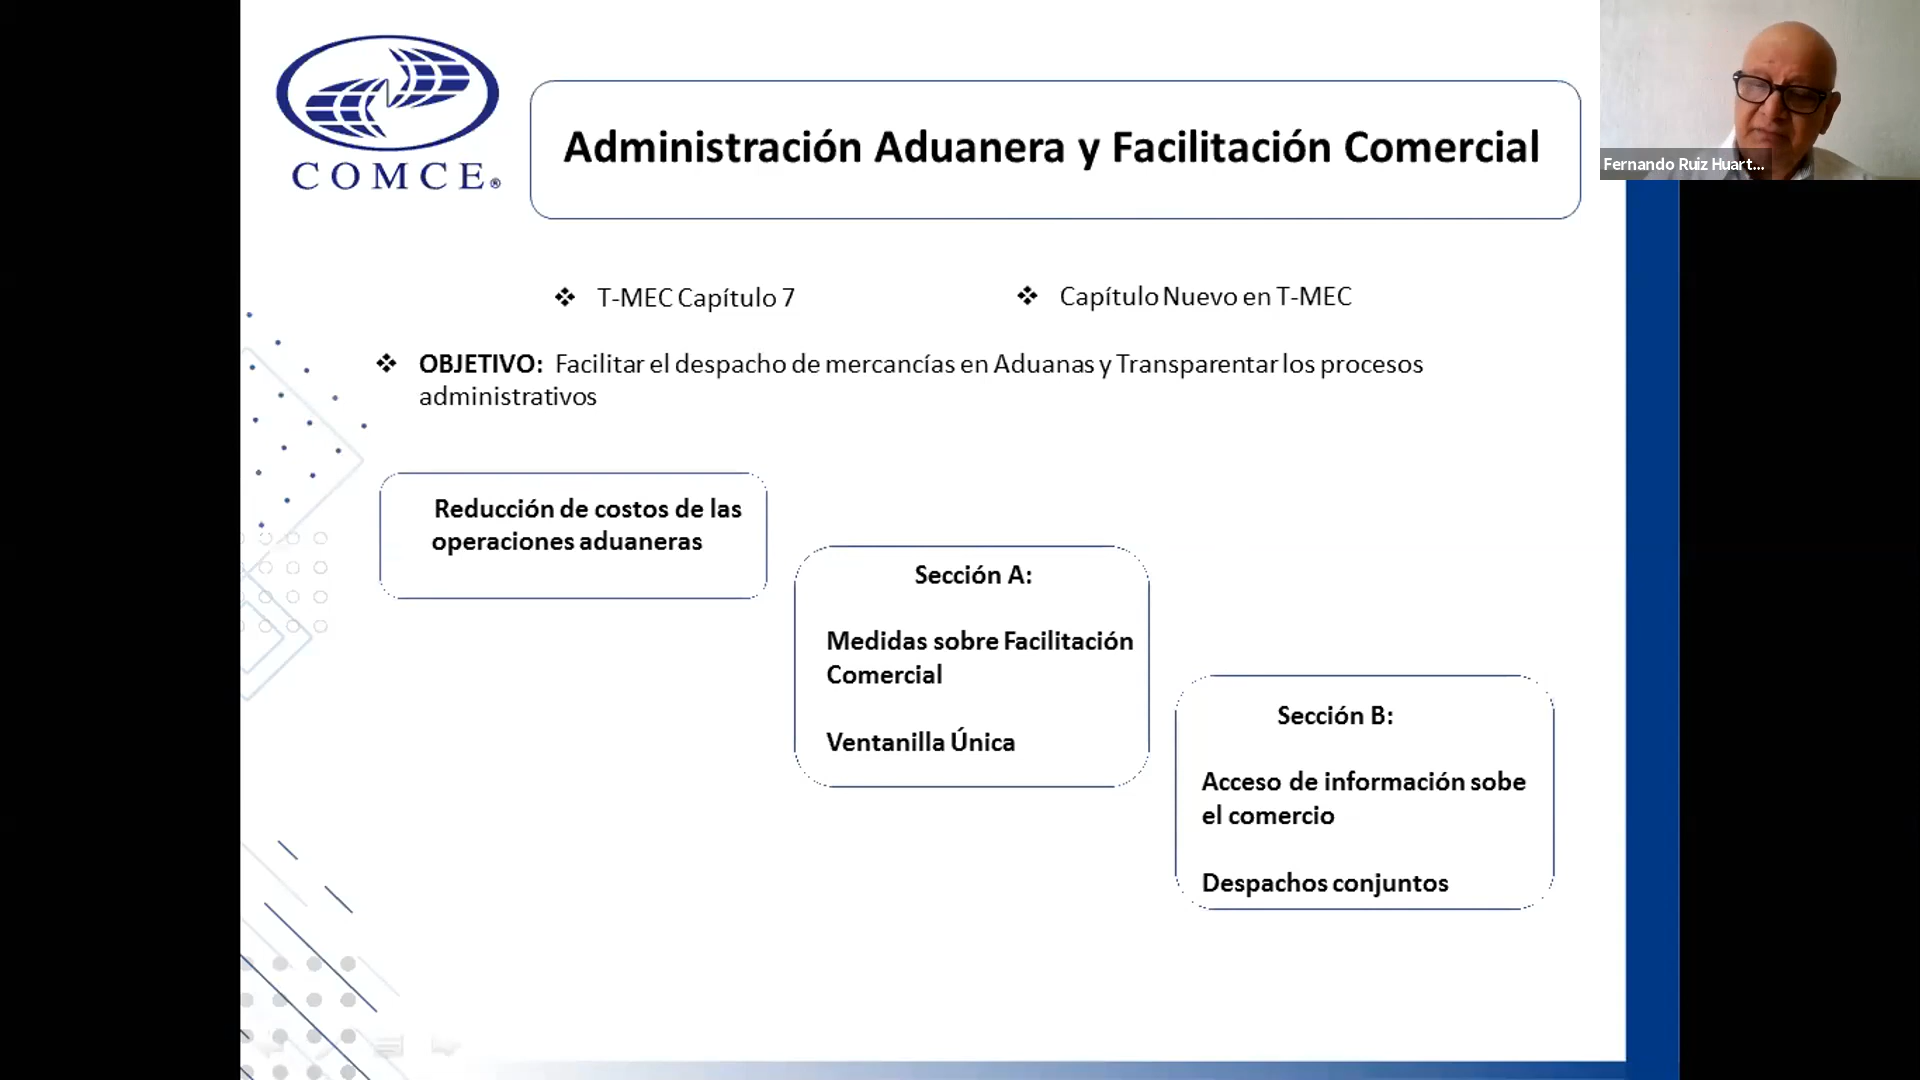 COMCE®
Administración Aduanera y Facilitación Comercial
Fernando Ruiz Huart...
❖ T-MEC Capítulo 7
❖ Capítulo Nuevo en T-MEC
❖ OBJETIVO: Facilitar el despacho de mercancías en Aduanas y Transparentar los procesos
administrativos
Reducción de costos de las
operaciones aduaneras
Sección A:
Medidas sobre Facilitación
Comercial
Ventanilla Única
Sección B:
Acceso de información sobe
el comercio
Despachos conjuntos